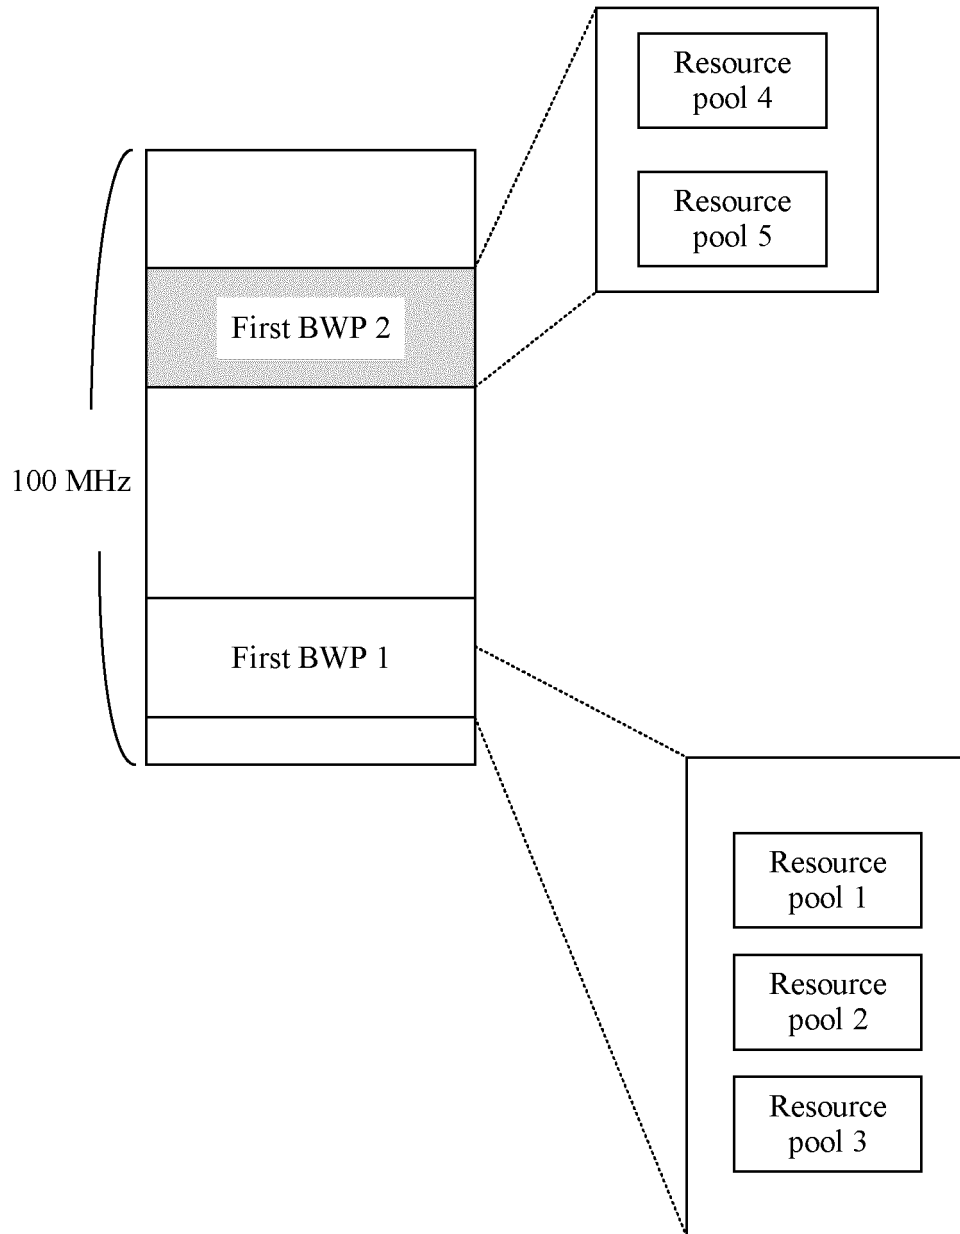 Resource
pool 4
Resource
pool 5
First BWP 2
100 MHz
First BWP 1
Resource
pool 1
Resource
pool 2
Resource
pool 3